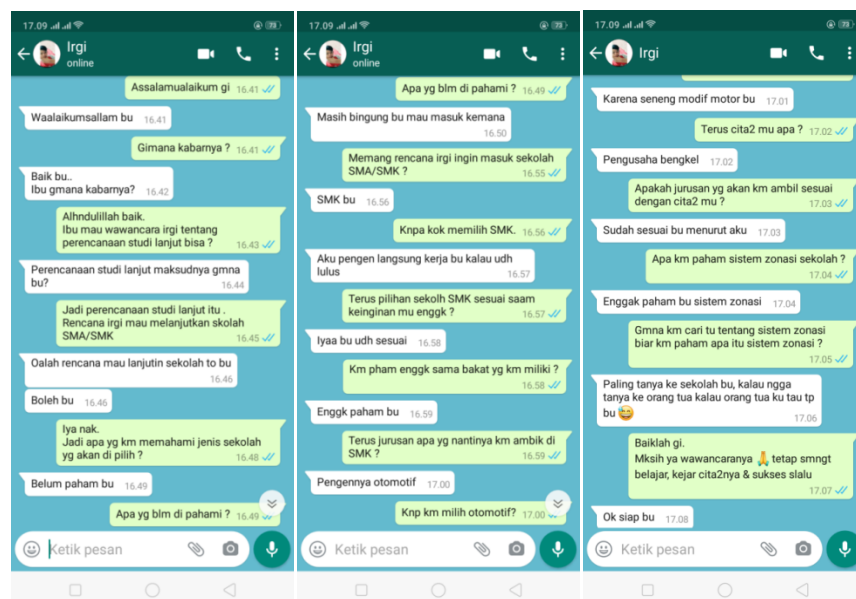 17.09
73
Irgi
online
Assalamualaikum gi 16.41
Waalaikumsallam bu 16.41
Gimana kabarnya ? 16.41
Baik bu..
Ibu gmana kabarnya? 16.42
Alhndulillah baik.
Ibu mau wawancara irgi tentang
perencanaan studi lanjut bisa ? 16.43
Perencanaan studi lanjut maksudnya gmna
bu? 16.44
Jadi perencanaan studi lanjut itu .
Rencana irgi mau melanjutkan skolah
SMA/SMK 16.45
Oalah rencana mau lanjutin sekolah to bu
16.46
Boleh bu 16.46
Iya nak.
Jadi apa yg km memahami jenis sekolah
yg akan di pilih ? 16.48
Belum paham bu 16.49
Apa yg blm di pahami ? 16.49
Ketik pesan
17.09
73
Irgi
online
Apa yg blm di pahami ? 16.49
Masih bingung bu mau masuk kemana
16.50
Memang rencana irgi ingin masuk sekolah
SMA/SMK ? 16.55
SMK bu 16.56
Knpa kok memilih SMK. 16.56
Aku pengen langsung kerja bu kalau udh
lulus 16.57
Terus pilihan sekolh SMK sesuai saam
keinginan mu enggk ? 16.57
Iyaa bu udh sesuai 16.58
Km pham enggk sama bakat yg km miliki ?
16.58
Enggk paham bu 16.59
Terus jurusan apa yg nantinya km ambik di
SMK ? 16.59
Pengennya otomotif 17.00
Knp km milih otomotif? 17.00
Ketik pesan
17.09
73
Irgi
Karena seneng modif motor bu 17.01
Terus cita2 mu apa ? 17.02
Pengusaha bengkel 17.02
Apakah jurusan yg akan km ambil sesuai
dengan cita2 mu ? 17.03
Sudah sesuai bu menurut aku 17.03
Apa km paham sistem zonasi sekolah ?
17.04
Enggak paham bu sistem zonasi 17.04
Gmna km cari tu tentang sistem zonasi
biar km paham apa itu sistem zonasi ?
17.05
Paling tanya ke sekolah bu, kalau ngga
tanya ke orang tua kalau orang tua ku tau tp
bu 😅 17.06
Baiklah gi.
Mksih ya wawancaranya 🙏 tetap smngt
belajar, kejar cita2nya & sukses slalu
17.07
Ok siap bu 17.08
Ketik pesan